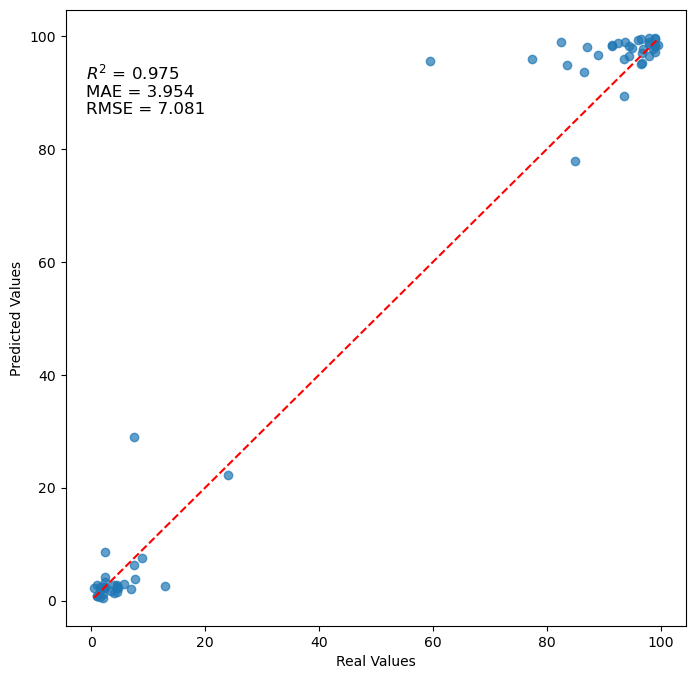 100
R² = 0.975
MAE = 3.954
RMSE = 7.081
80
60
40
20
0
Predicted Values
0 20 40 60 80 100
Real Values